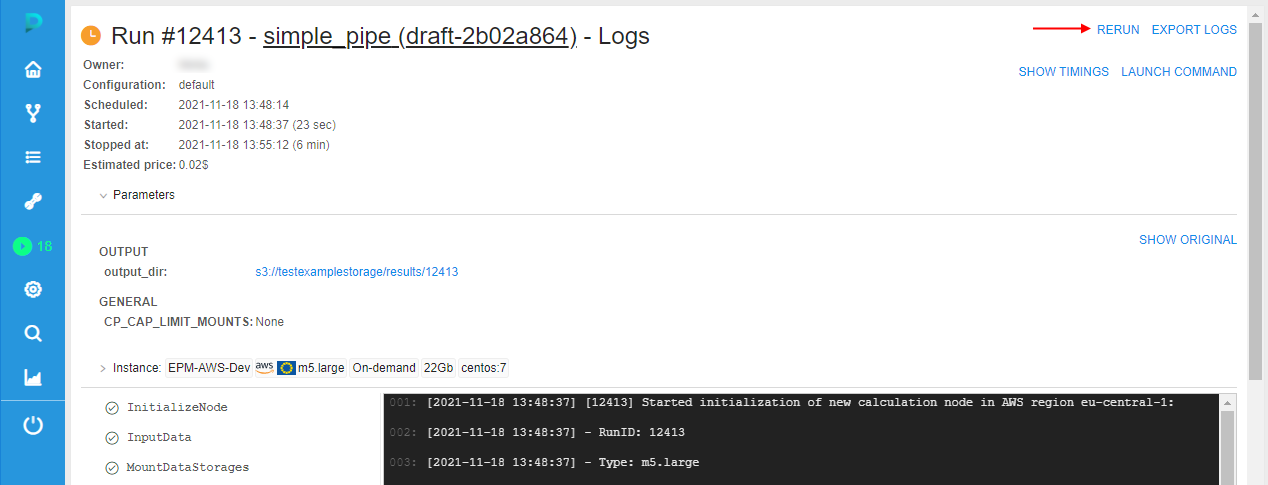 Run #12413 - simple_pipe (draft-2b02a864) - Logs
RERUN EXPORT LOGS
Owner:
SHOW TIMINGS LAUNCH COMMAND
Configuration: default
Scheduled: 2021-11-18 13:48:14
Started: 2021-11-18 13:48:37 (23 sec)
Stopped at: 2021-11-18 13:55:12 (6 min)
Estimated price: 0.02$
Parameters
SHOW ORIGINAL
OUTPUT
output_dir: s3://testexamplestorage/results/12413
GENERAL
CP_CAP_LIMIT_MOUNTS: None
18
Instance: EPM-AWS-Dev aws m5.large On-demand 22Gb centos:7
InitializeNode
InputData
MountDataStorages
001: [2021-11-18 13:48:37] [12413] Started initialization of new calculation node in AWS region eu-central-1:
002: [2021-11-18 13:48:37] - RunID: 12413
003: [2021-11-18 13:48:37] - Type: m5.large